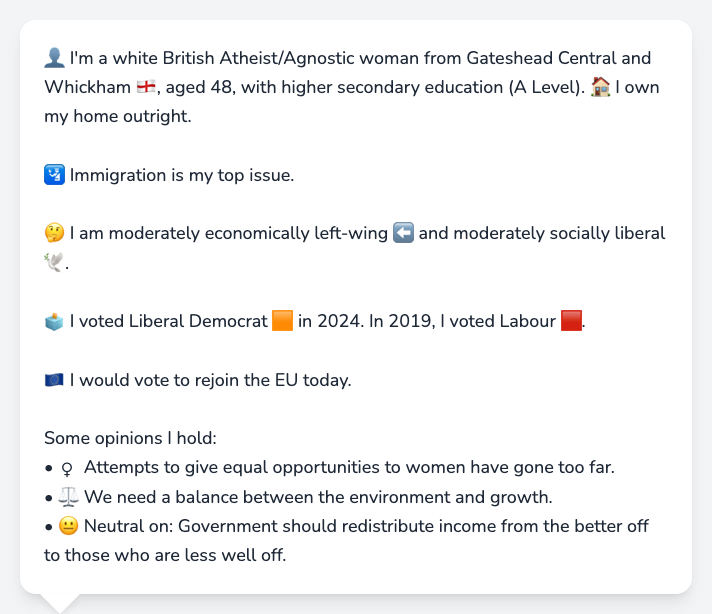 👤 I'm a white British Atheist/Agnostic woman from Gateshead Central and
Whickham 🏴󠁧󠁢󠁥󠁮󠁧󠁿, aged 48, with higher secondary education (A Level). 🏠 I own
my home outright.
🛂 Immigration is my top issue.
🤔 I am moderately economically left-wing ⬅️ and moderately socially liberal
🕊️.
🗳️ I voted Liberal Democrat 🟧 in 2024. In 2019, I voted Labour 🟥.
🇪🇺 I would vote to rejoin the EU today.
Some opinions I hold:
• ♀ Attempts to give equal opportunities to women have gone too far.
• ⚖️ We need a balance between the environment and growth.
• 😐 Neutral on: Government should redistribute income from the better off
to those who are less well off.